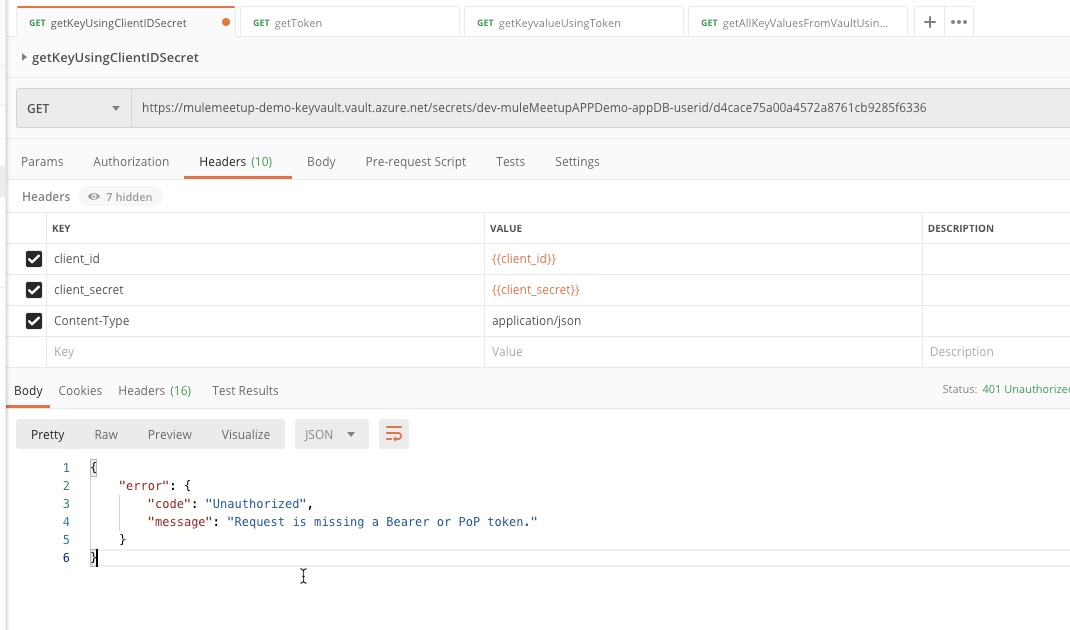 GET getKeyUsingClientIDSecret GET getToken GET getKeyvalueUsingToken GET getAllKeyValuesFromVaultUsin...
getKeyUsingClientIDSecret
GET https://mulemeetup-demo-keyvault.vault.azure.net/secrets/dev-muleMeetupAPPDemo-appDB-userid/d4cace75a00a4572a8761cb9285f6336
Params Authorization Headers (10) Body Pre-request Script Tests Settings
Headers 7 hidden
KEY VALUE DESCRIPTION
client_id {{client_id}}
client_secret {{client_secret}}
Content-Type application/json
Key Value Description
Body Cookies Headers (16) Test Results Status: 401 Unauthorized
Pretty Raw Preview Visualize JSON
1 {
2 "error": {
3 "code": "Unauthorized",
4 "message": "Request is missing a Bearer or PoP token."
5 }
6 }